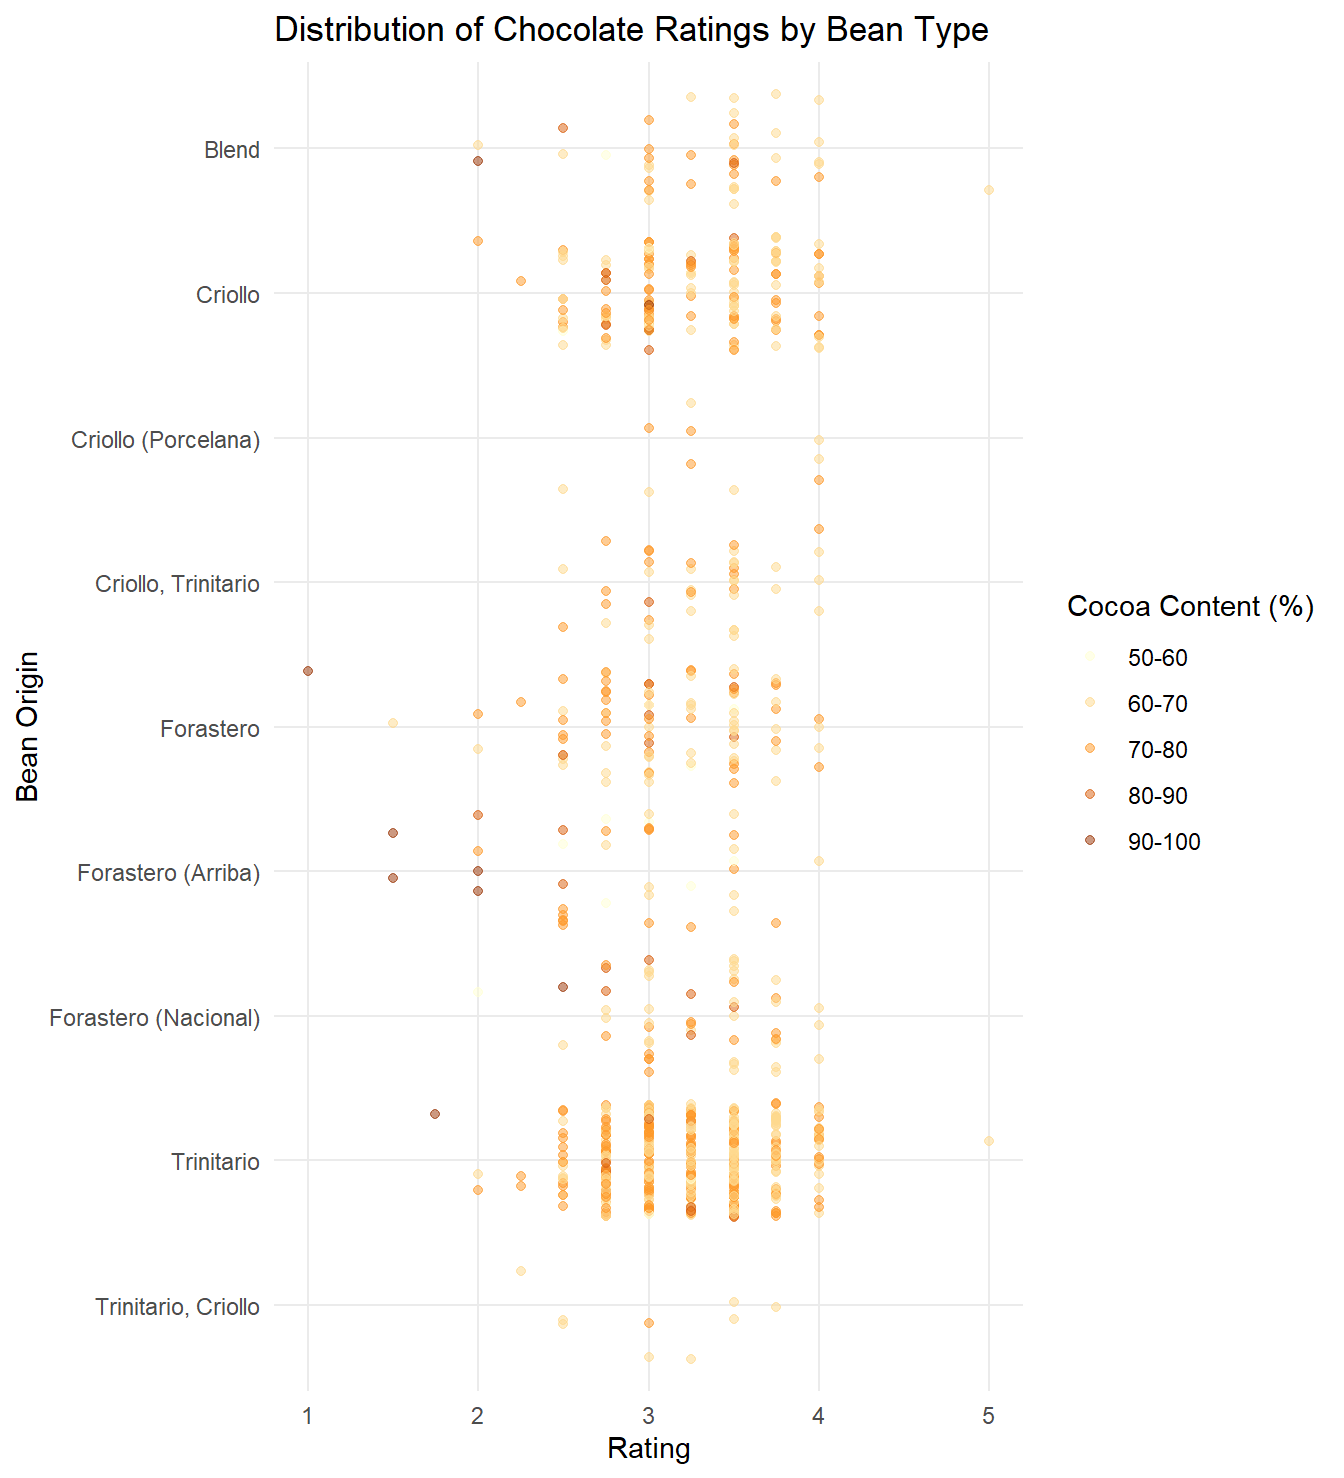 Distribution of Chocolate Ratings by Bean Type
Blend
Criollo
Criollo (Porcelana)
Criollo, Trinitario
Forastero
Forastero (Arriba)
Forastero (Nacional)
Trinitario
Trinitario, Criollo
Bean Origin
1 2 3 4 5
Rating
Cocoa Content (%)
50-60
60-70
70-80
80-90
90-100